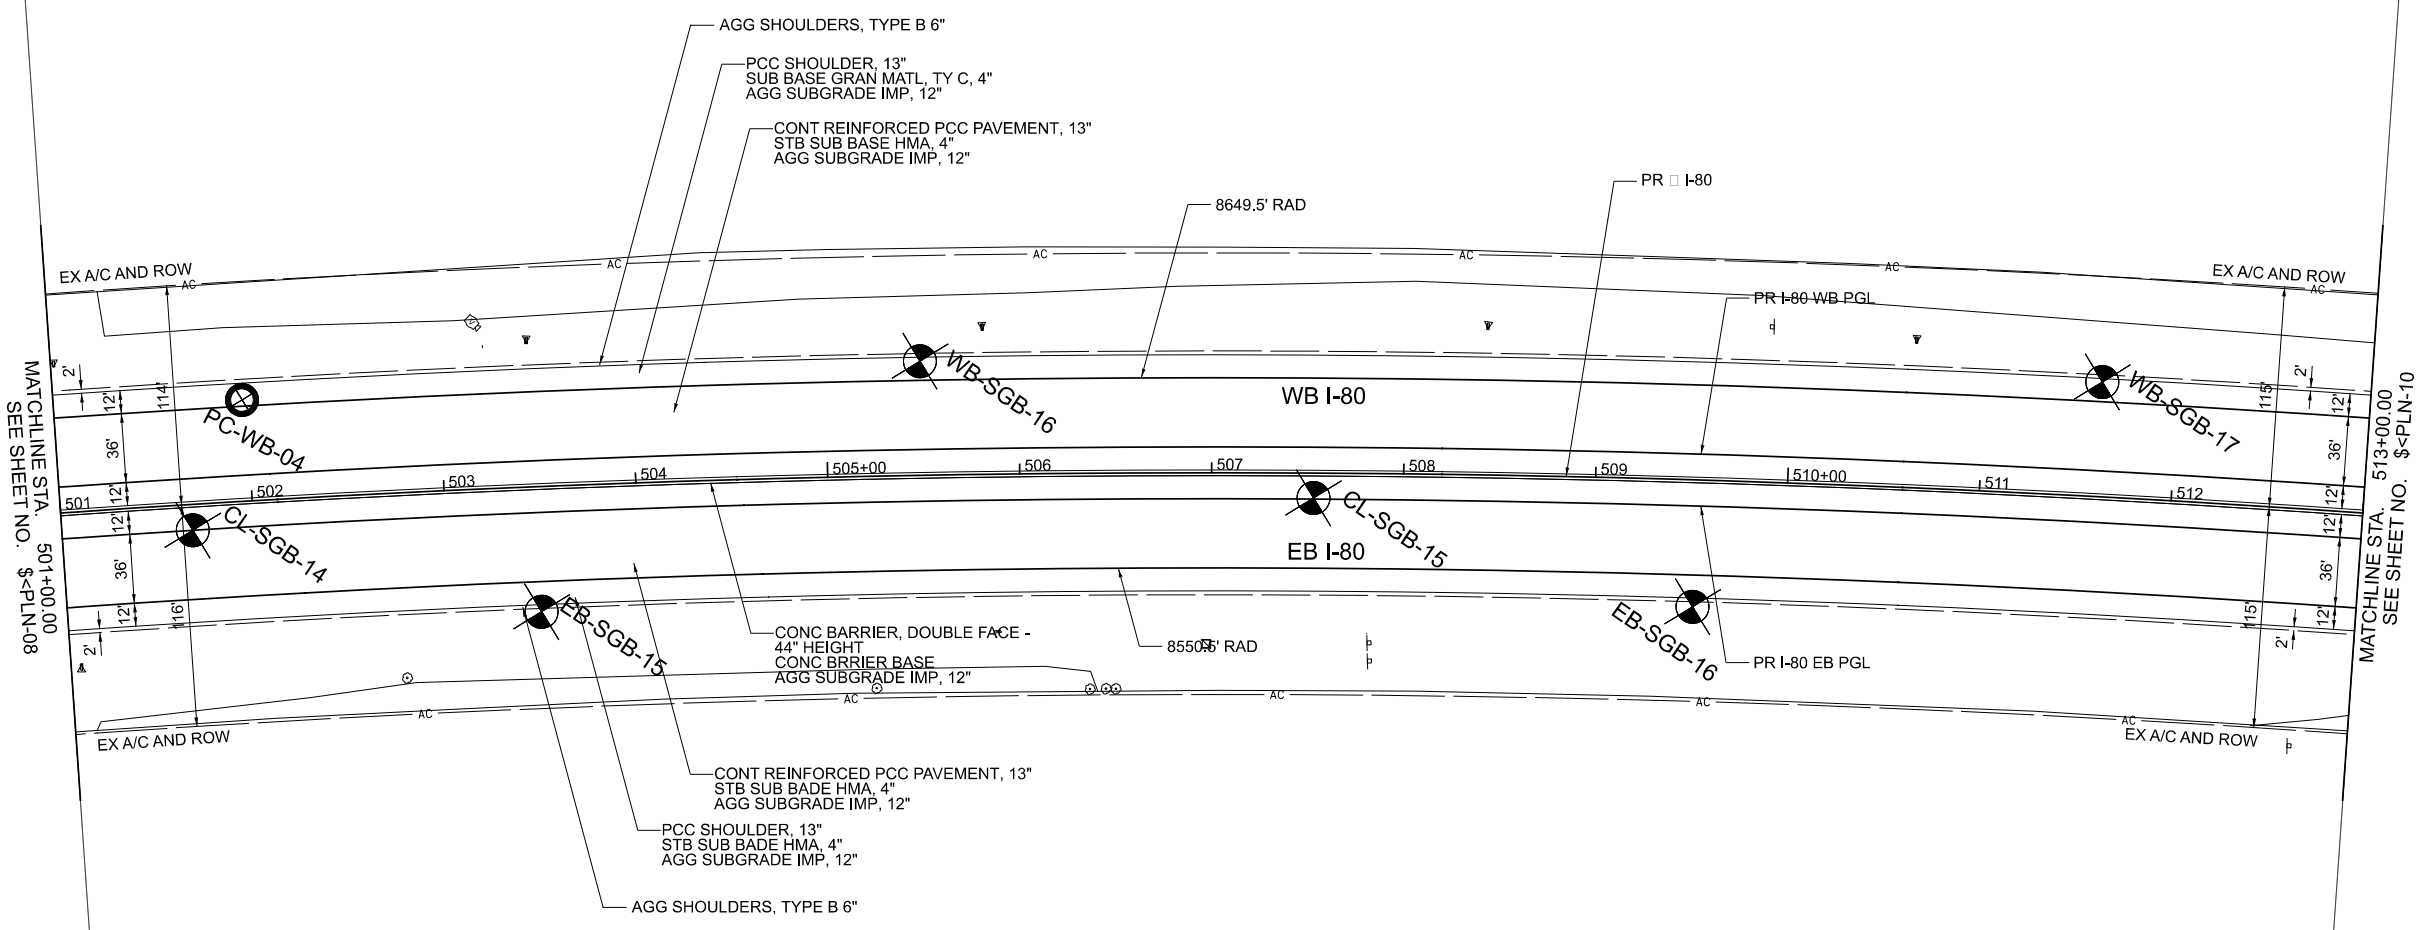 AGG SHOULDERS, TYPE B 6"
PCC SHOULDER, 13"
SUB BASE GRAN MATL, TY C, 4"
AGG SUBGRADE IMP, 12"
CONT REINFORCED PCC PAVEMENT, 13"
STB SUB BASE HMA, 4"
AGG SUBGRADE IMP, 12"
PR □ I-80
8649.5' RAD
EX A/C AND ROW
AC
AC
AC
AC
AC
AC
EX A/C AND ROW
PR I-80 WB PGL
MATCHLINE STA. 501+00.00
SEE SHEET NO. $<PLN-08
2'
12'
36'
12'
12'
36'
12'
2'
114'
116'
PC-WB-04
WB-SGB-16
WB I-80
WB-SGB-17
501
502
503
504
505+00
506
507
508
509
510+00
511
512
CL-SGB-14
CL-SGB-15
EB I-80
EB-SGB-15
EB-SGB-16
2'
12'
36'
12'
12'
36'
12'
2'
115'
115'
MATCHLINE STA. 513+00.00
SEE SHEET NO. $<PLN-10
CONC BARRIER, DOUBLE FACE -
44" HEIGHT
CONC BRRIER BASE
AGG SUBGRADE IMP, 12"
8550.5' RAD
PR I-80 EB PGL
AC
AC
AC
AC
AC
EX A/C AND ROW
EX A/C AND ROW
CONT REINFORCED PCC PAVEMENT, 13"
STB SUB BADE HMA, 4"
AGG SUBGRADE IMP, 12"
PCC SHOULDER, 13"
STB SUB BADE HMA, 4"
AGG SUBGRADE IMP, 12"
AGG SHOULDERS, TYPE B 6"